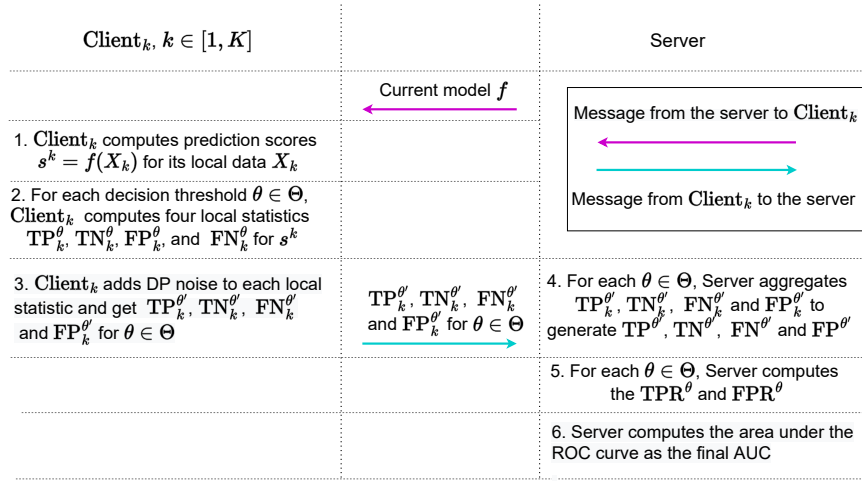 Client_k, k ∈ [1, K]
Server
Current model f
Message from the server to Client_k
Message from Client_k to the server
1. Client_k computes prediction scores
s^k = f(X_k) for its local data X_k
2. For each decision threshold θ ∈ Θ,
Client_k computes four local statistics
TP_k^θ, TN_k^θ, FP_k^θ, and FN_k^θ for s^k
3. Client_k adds DP noise to each local
statistic and get TP_k^θ′, TN_k^θ′, FN_k^θ′
and FP_k^θ′ for θ ∈ Θ
TP_k^θ′, TN_k^θ′, FN_k^θ′
and FP_k^θ′ for θ ∈ Θ
4. For each θ ∈ Θ, Server aggregates
TP_k^θ′, TN_k^θ′, FN_k^θ′ and FP_k^θ′ to
generate TP^θ′, TN^θ′, FN^θ′ and FP^θ′
5. For each θ ∈ Θ, Server computes
the TPR^θ and FPR^θ
6. Server computes the area under the
ROC curve as the final AUC